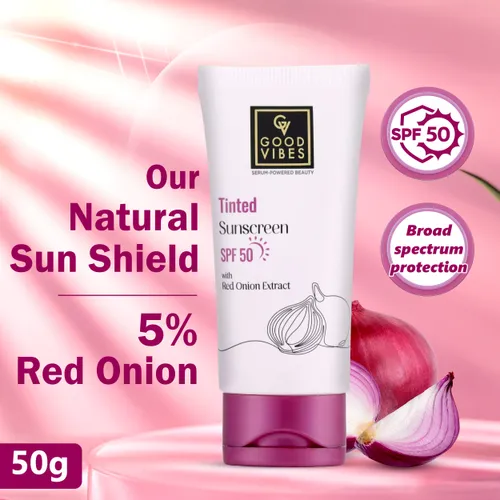 Our
Natural
Sun Shield
5%
Red Onion
50g
GV
GOOD
VIBES
SERUM-POWERED BEAUTY
Tinted
Sunscreen
SPF 50
with
Red Onion Extract
SPF 50
Broad
spectrum
protection